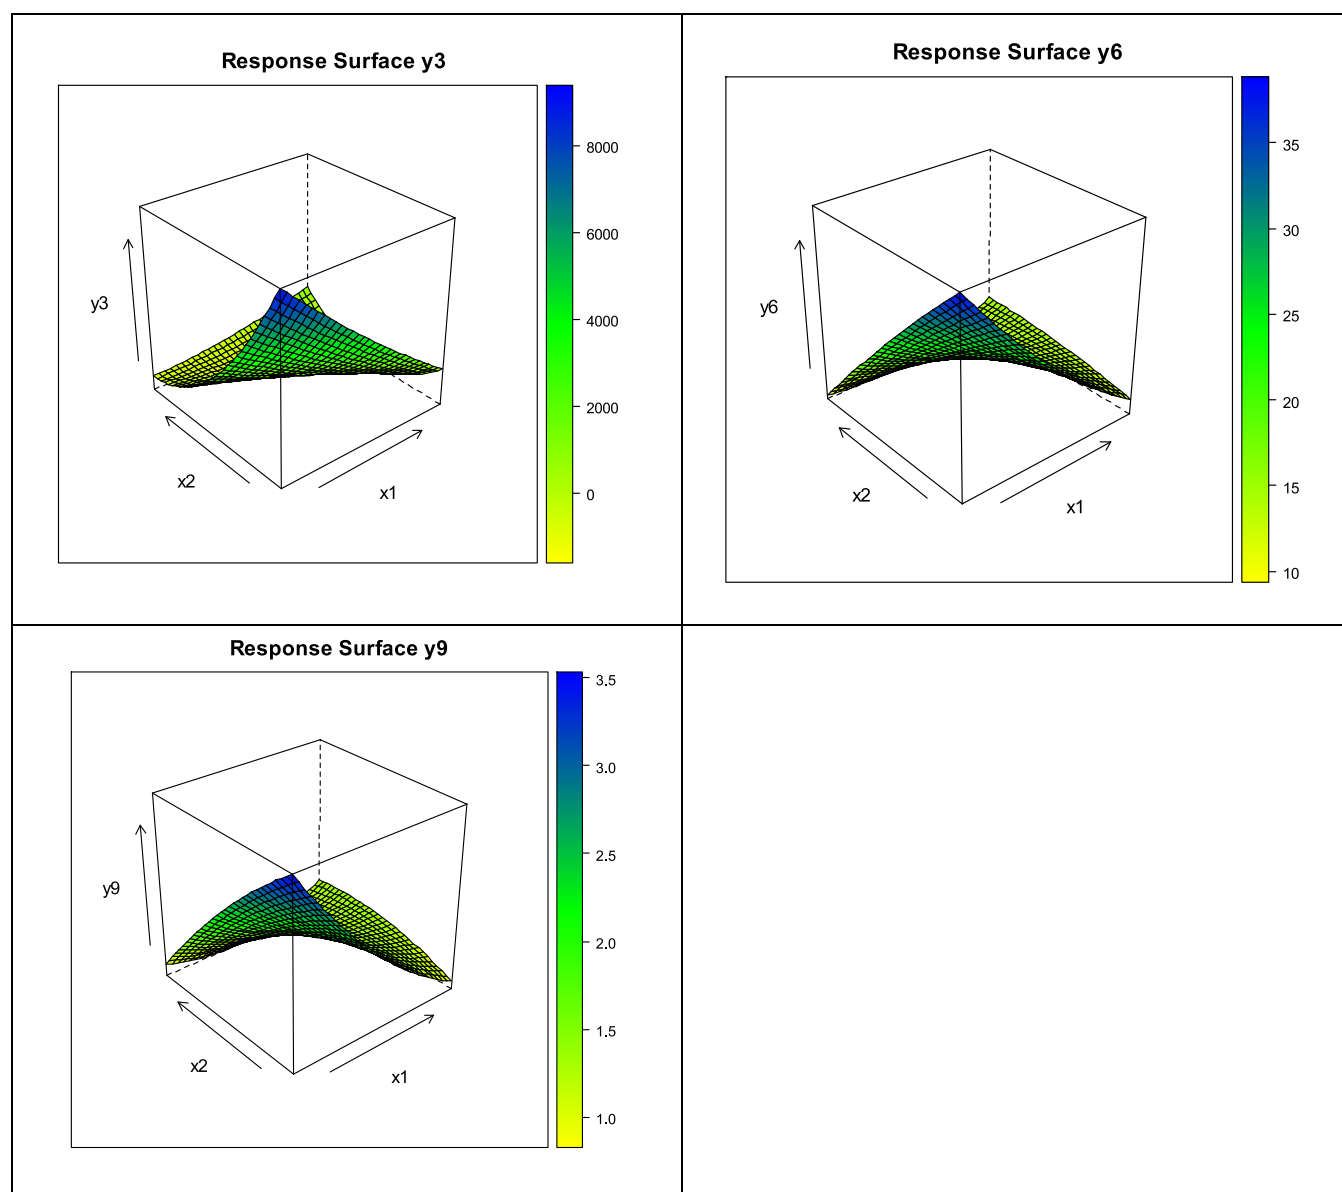 Response Surface y3
8000
6000
4000
2000
0
y3
x2
x1
Response Surface y6
35
30
25
20
15
10
y6
x2
x1
Response Surface y9
3.5
3.0
2.5
2.0
1.5
1.0
y9
x2
x1